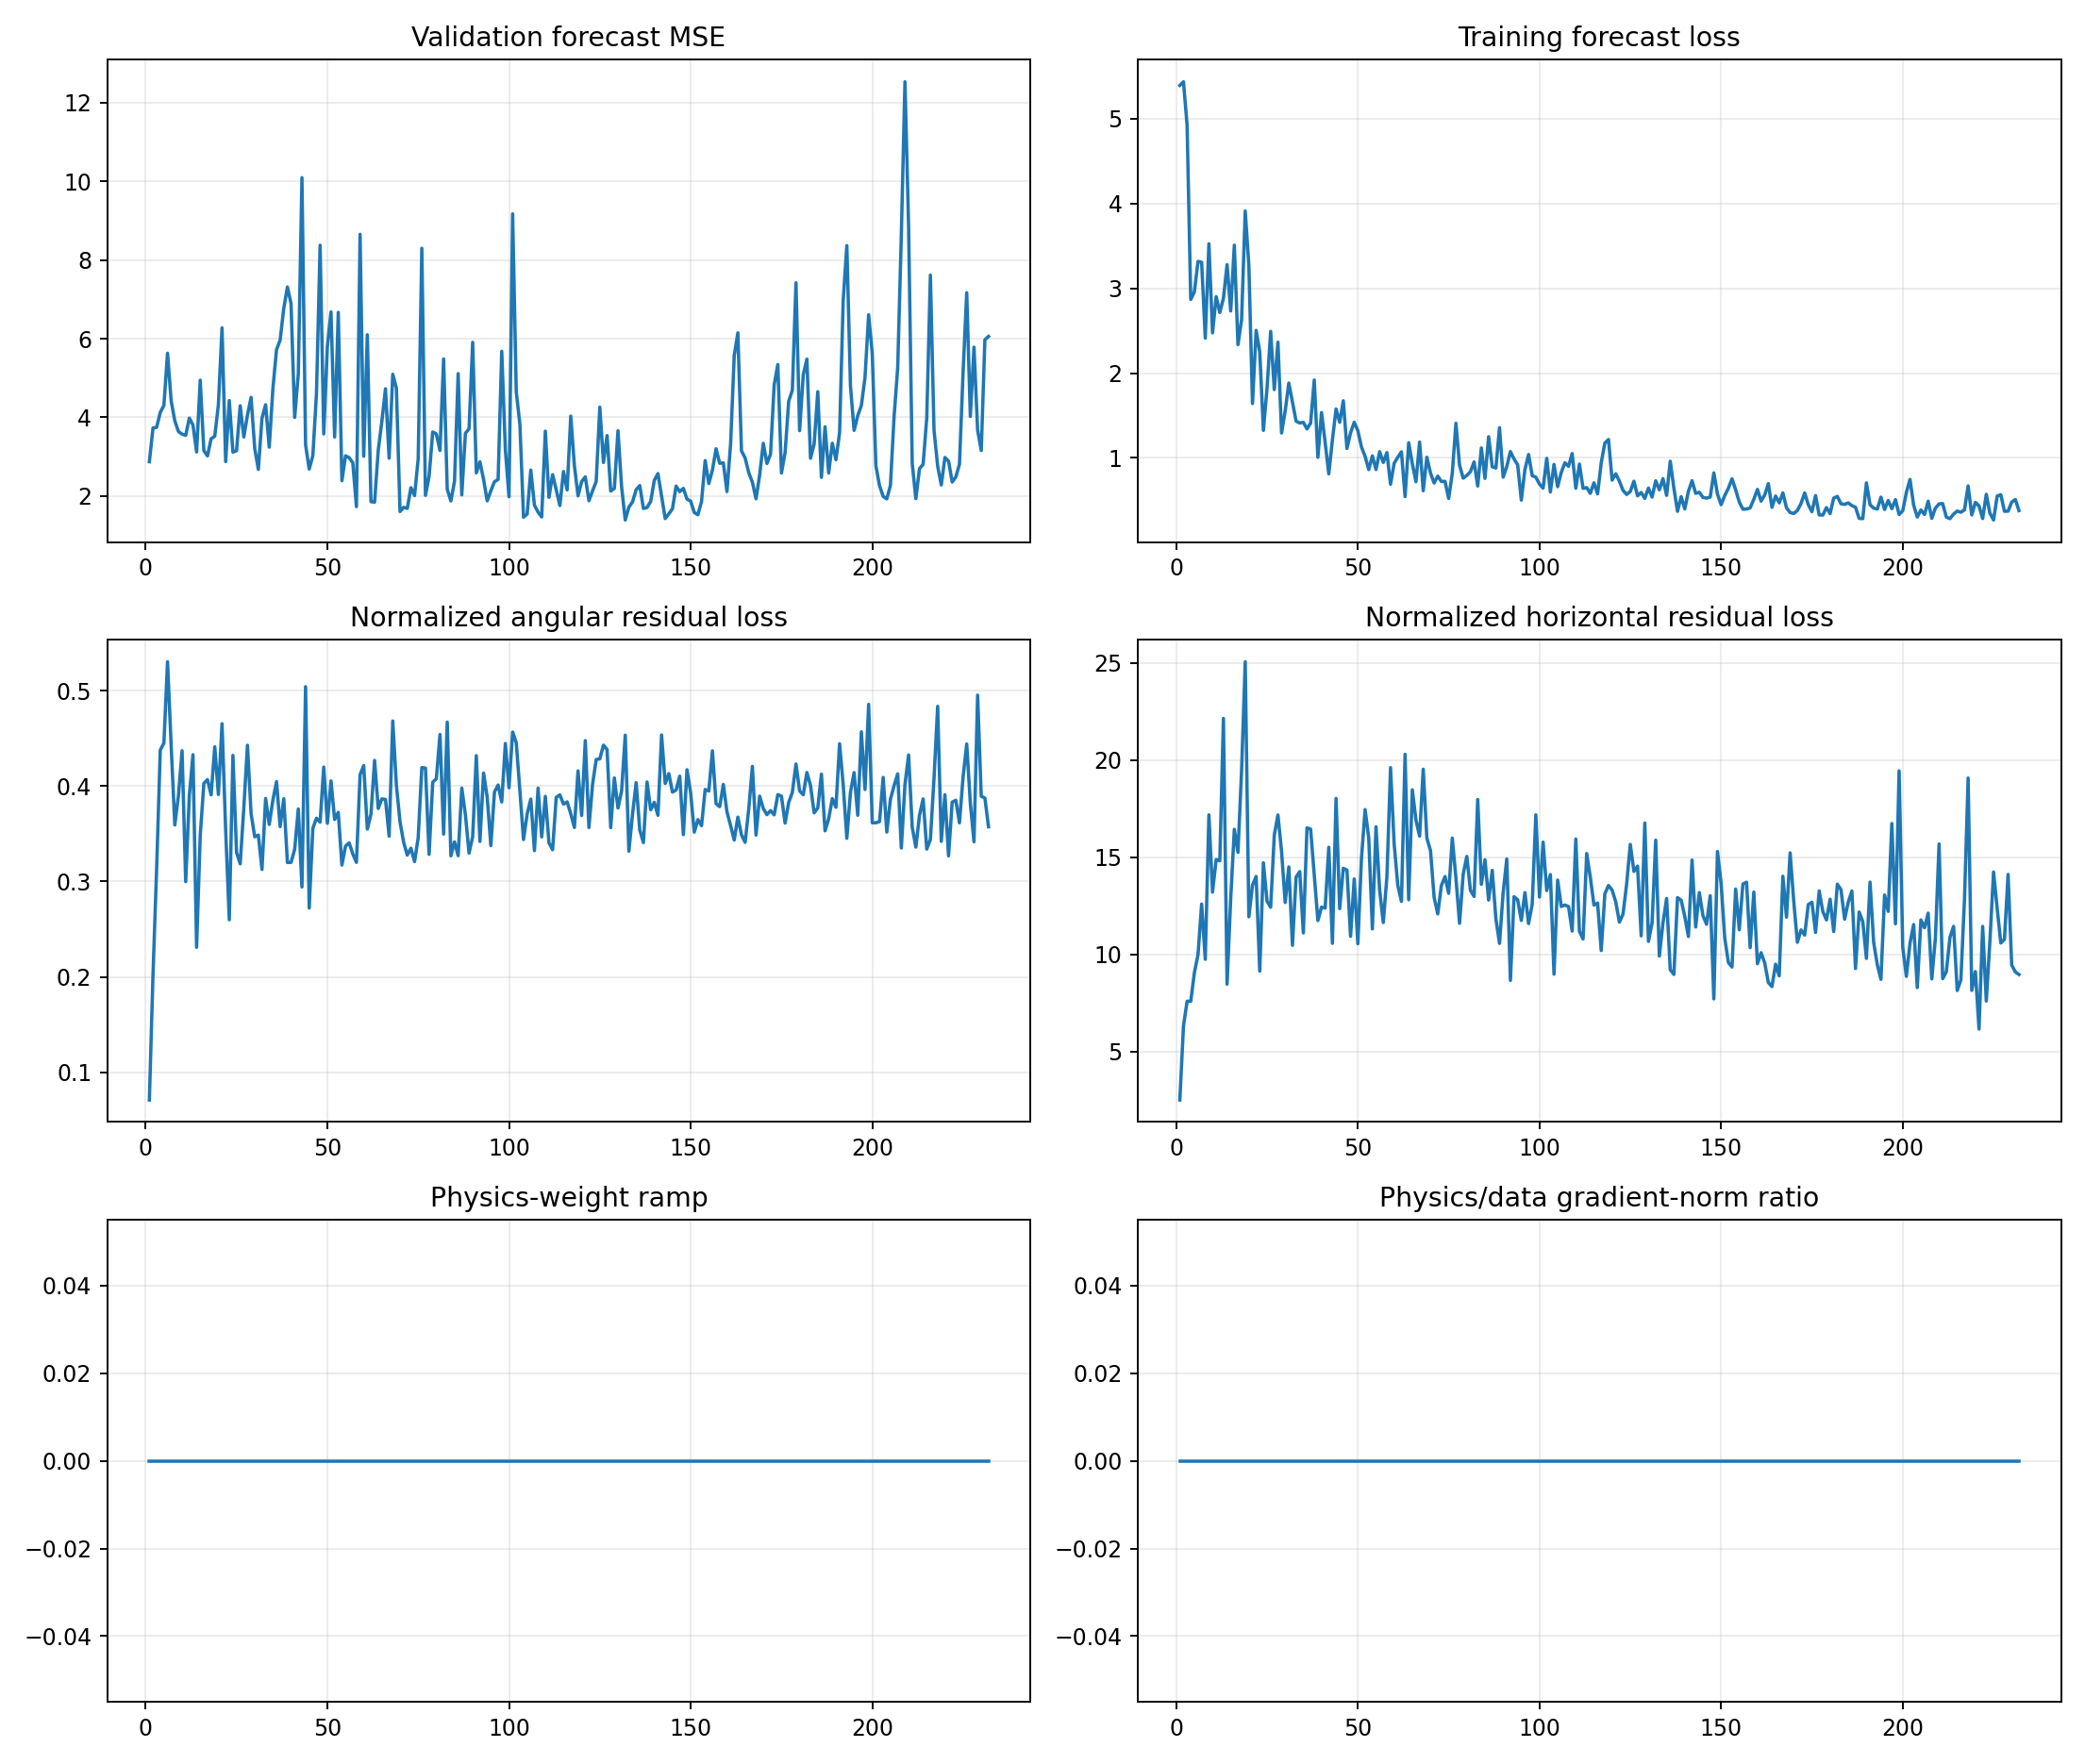 Validation forecast MSE
12
10
8
6
4
2
0 50 100 150 200
Training forecast loss
5
4
3
2
1
0 50 100 150 200
Normalized angular residual loss
0.5
0.4
0.3
0.2
0.1
0 50 100 150 200
Normalized horizontal residual loss
25
20
15
10
5
0 50 100 150 200
Physics-weight ramp
0.04
0.02
0.00
−0.02
−0.04
0 50 100 150 200
Physics/data gradient-norm ratio
0.04
0.02
0.00
−0.02
−0.04
0 50 100 150 200